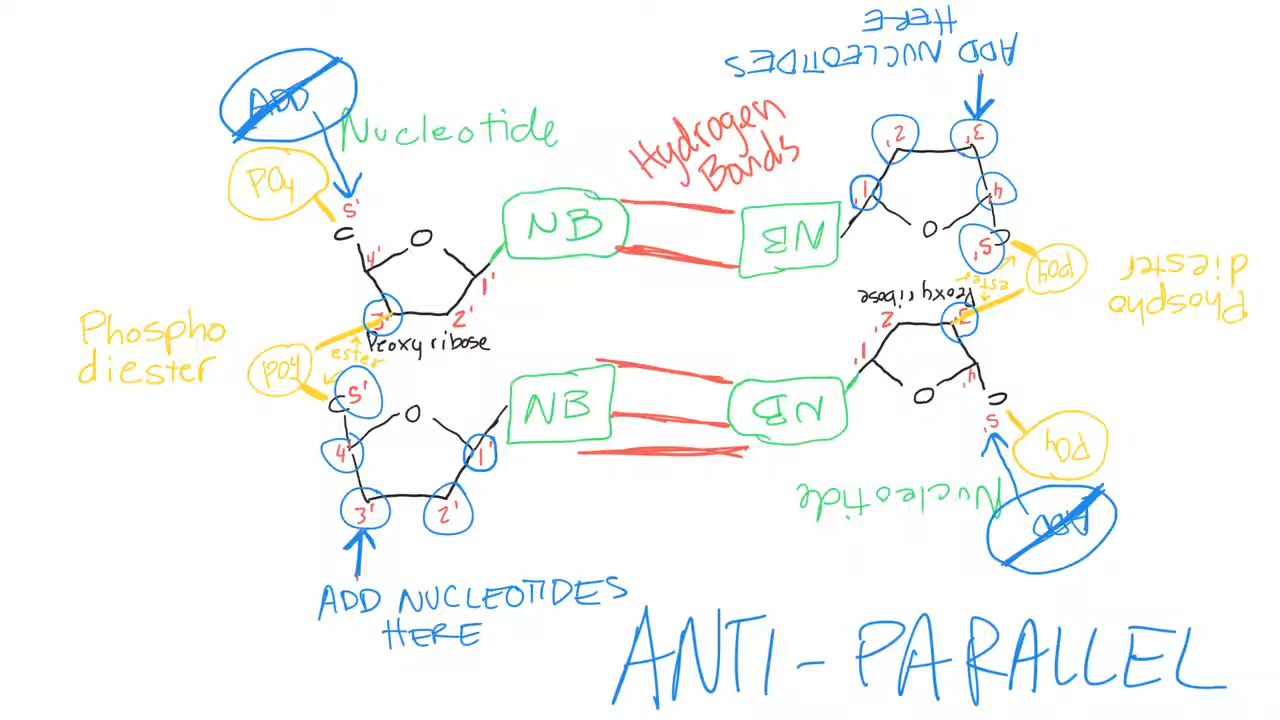 ADD
Nucleotide
PO4
5'
C
4'
O
1'
3'
2'
Deoxy ribose
NB
Hydrogen
Bonds
ADD NUCLEOTIDES
HERE
3'
2'
4'
1'
O
C
5'
NB
PO4
ester
Phospho
diester
Phospho
diester
PO4
ester
C
5'
O
4'
1'
3'
2'
NB
ADD NUCLEOTIDES
HERE
NB
Deoxy ribose
2'
3'
1'
4'
O
C
5'
PO4
Nucleotide
ADD
ANTI-PARALLEL